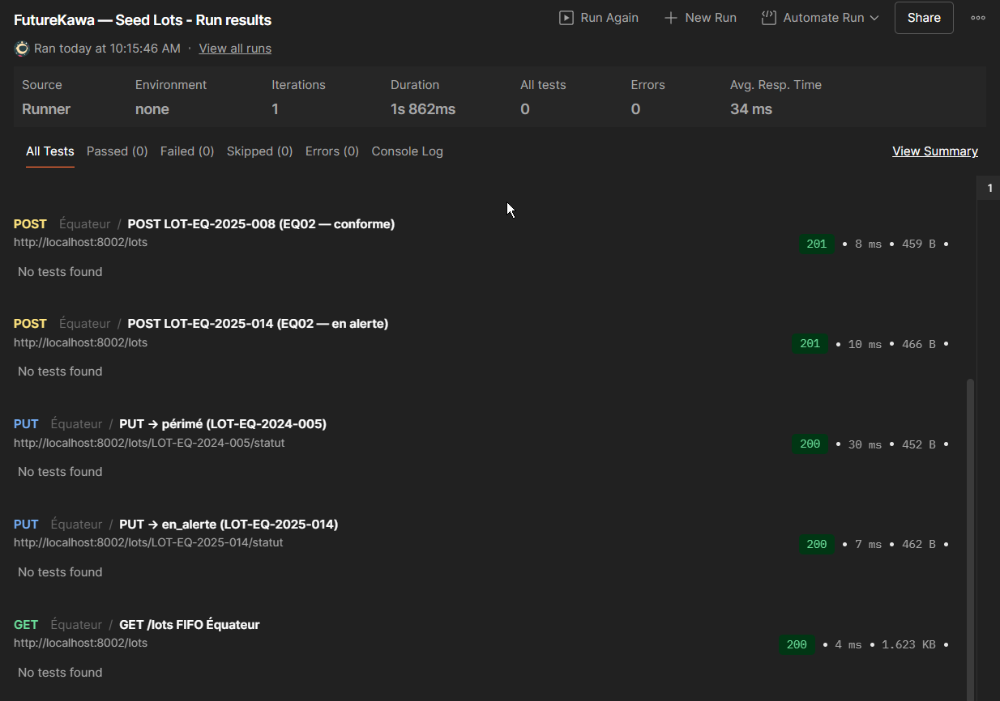 FutureKawa — Seed Lots - Run results
Run Again
New Run
Automate Run
Share
Ran today at 10:15:46 AM · View all runs
Source Environment Iterations Duration All tests Errors Avg. Resp. Time
Runner none 1 1s 862ms 0 0 34 ms
All Tests Passed (0) Failed (0) Skipped (0) Errors (0) Console Log View Summary
1
POST Équateur / POST LOT-EQ-2025-008 (EQ02 — conforme)
http://localhost:8002/lots
201 • 8 ms • 459 B •
No tests found
POST Équateur / POST LOT-EQ-2025-014 (EQ02 — en alerte)
http://localhost:8002/lots
201 • 10 ms • 466 B •
No tests found
PUT Équateur / PUT → périmé (LOT-EQ-2024-005)
http://localhost:8002/lots/LOT-EQ-2024-005/statut
200 • 30 ms • 452 B •
No tests found
PUT Équateur / PUT → en_alerte (LOT-EQ-2025-014)
http://localhost:8002/lots/LOT-EQ-2025-014/statut
200 • 7 ms • 462 B •
No tests found
GET Équateur / GET /lots FIFO Équateur
http://localhost:8002/lots
200 • 4 ms • 1.623 KB •
No tests found